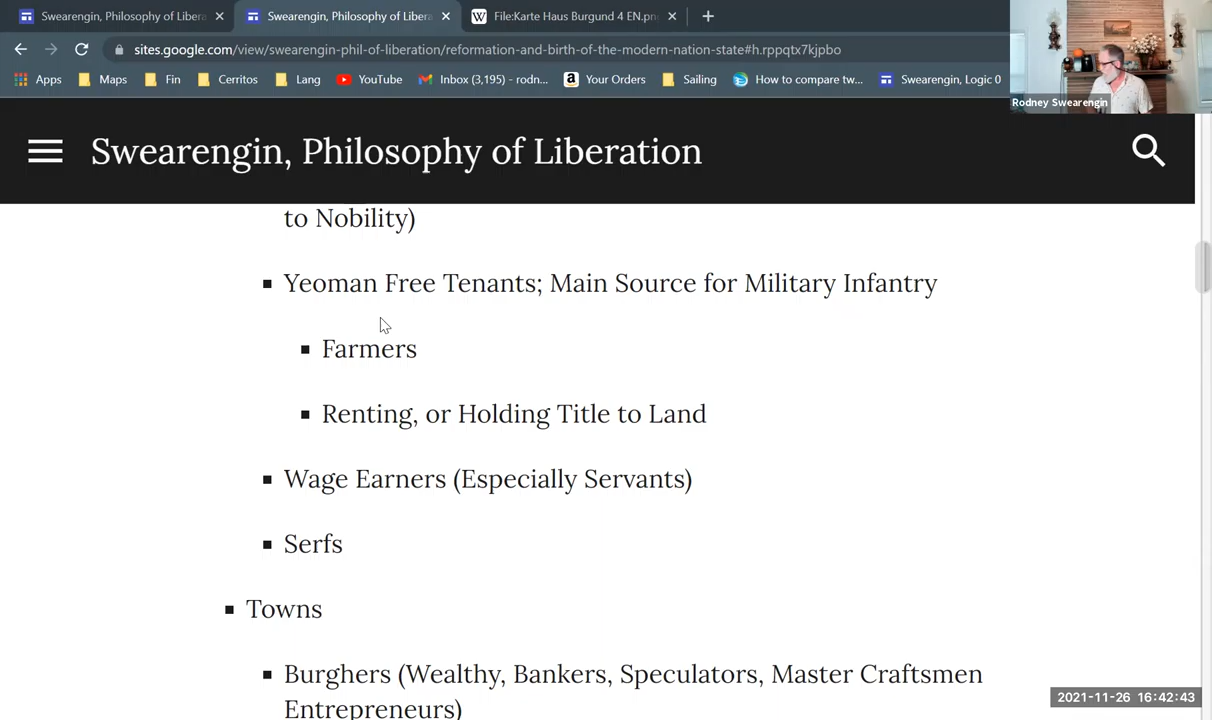 Swearengin, Philosophy of Libera
Swearengin, Philosophy of Libera
File:Karte Haus Burgund 4 EN.pn
sites.google.com/view/swearengin-phil-of-liberation/reformation-and-birth-of-the-modern-nation-state#h.rppqtx7kjpbo
Apps Maps Fin Cerritos Lang YouTube Inbox (3,195) - rodn... Your Orders Sailing How to compare tw... Swearengin, Logic 0
Rodney Swearengin
Swearengin, Philosophy of Liberation
to Nobility)
Yeoman Free Tenants; Main Source for Military Infantry
Farmers
Renting, or Holding Title to Land
Wage Earners (Especially Servants)
Serfs
Towns
Burghers (Wealthy, Bankers, Speculators, Master Craftsmen
Entrepreneurs)
2021-11-26 16:42:43